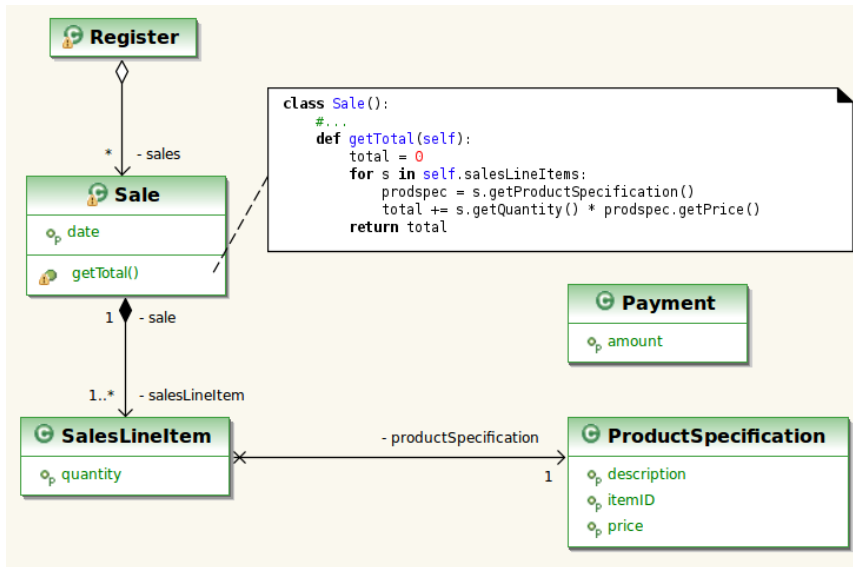 Register
* - sales
class Sale():
#...
def getTotal(self):
total = 0
for s in self.salesLineItems:
prodspec = s.getProductSpecification()
total += s.getQuantity() * prodspec.getPrice()
return total
Sale
date
getTotal()
1 - sale
1..* - salesLineItem
Payment
amount
SalesLineItem
quantity
- productSpecification
1
ProductSpecification
description
itemID
price